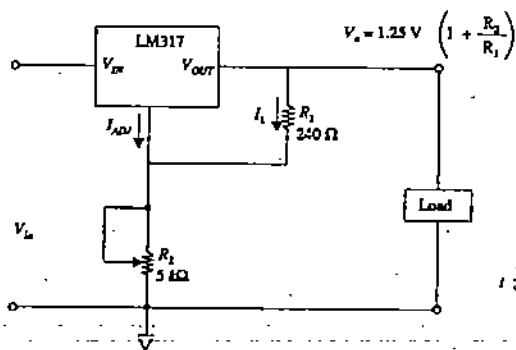 LM317
V_o = 1.25 V (1 + R_2/R_1)
V_IN
V_OUT
I_ADJ
I_1
R_1
240 Ω
V_in
R_2
5 kΩ
Load